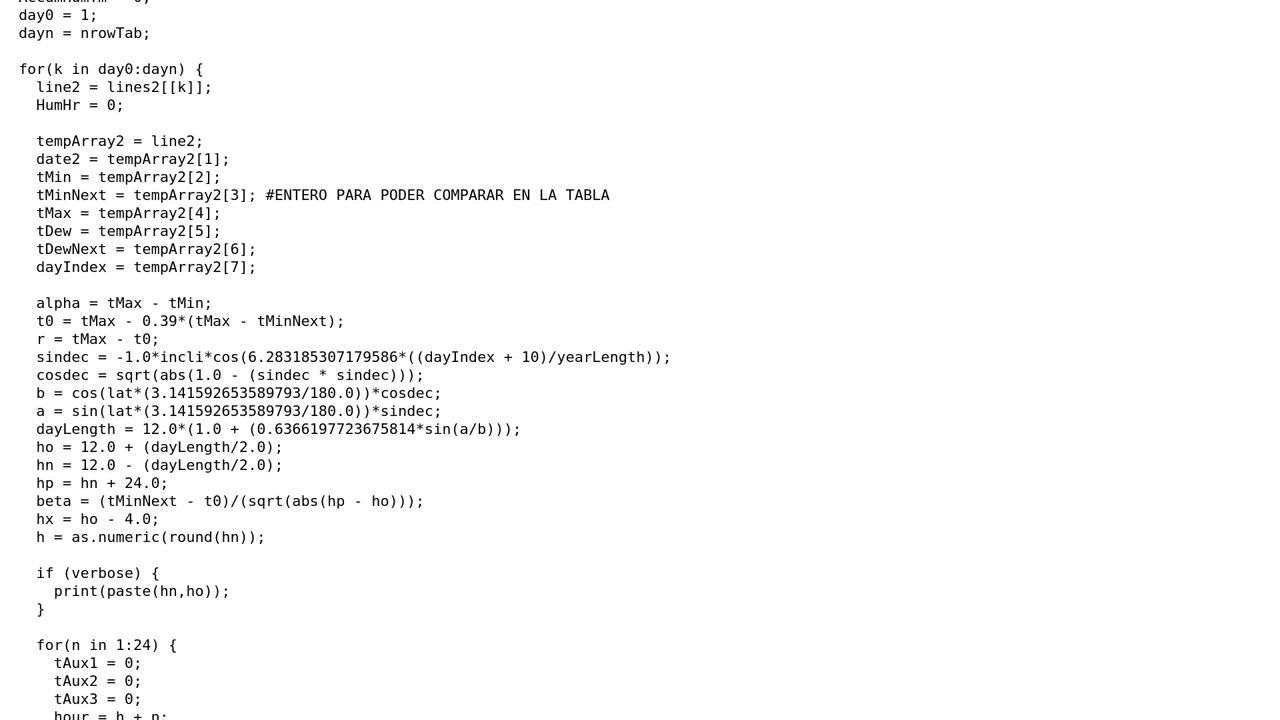 AccumHumHr = 0;
day0 = 1;
dayn = nrowTab;
for(k in day0:dayn) {
line2 = lines2[[k]];
HumHr = 0;
tempArray2 = line2;
date2 = tempArray2[1];
tMin = tempArray2[2];
tMinNext = tempArray2[3]; #ENTERO PARA PODER COMPARAR EN LA TABLA
tMax = tempArray2[4];
tDew = tempArray2[5];
tDewNext = tempArray2[6];
dayIndex = tempArray2[7];
alpha = tMax - tMin;
t0 = tMax - 0.39*(tMax - tMinNext);
r = tMax - t0;
sindec = -1.0*incli*cos(6.283185307179586*((dayIndex + 10)/yearLength));
cosdec = sqrt(abs(1.0 - (sindec * sindec)));
b = cos(lat*(3.141592653589793/180.0))*cosdec;
a = sin(lat*(3.141592653589793/180.0))*sindec;
dayLength = 12.0*(1.0 + (0.6366197723675814*sin(a/b)));
ho = 12.0 + (dayLength/2.0);
hn = 12.0 - (dayLength/2.0);
hp = hn + 24.0;
beta = (tMinNext - t0)/(sqrt(abs(hp - ho)));
hx = ho - 4.0;
h = as.numeric(round(hn));
if (verbose) {
print(paste(hn,ho));
}
for(n in 1:24) {
tAux1 = 0;
tAux2 = 0;
tAux3 = 0;
hour = h + n;